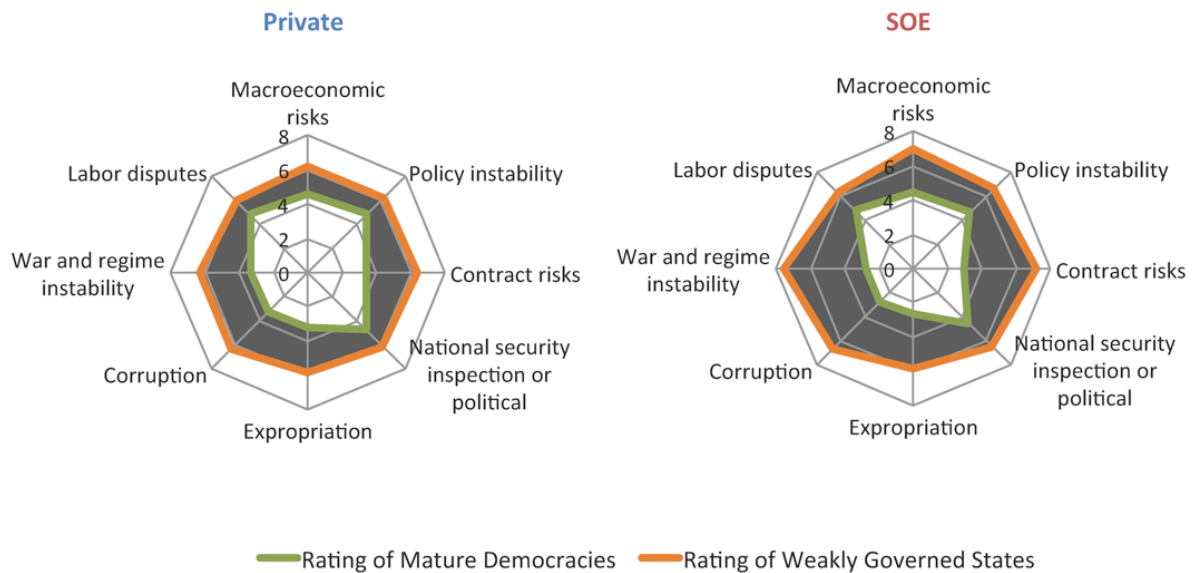 Private
Macroeconomic
risks
8
6
4
2
0
Policy instability
Contract risks
National security
inspection or
political
Expropriation
Corruption
War and regime
instability
Labor disputes
SOE
Macroeconomic
risks
8
6
4
2
0
Policy instability
Contract risks
National security
inspection or
political
Expropriation
Corruption
War and regime
instability
Labor disputes
Rating of Mature Democracies
Rating of Weakly Governed States